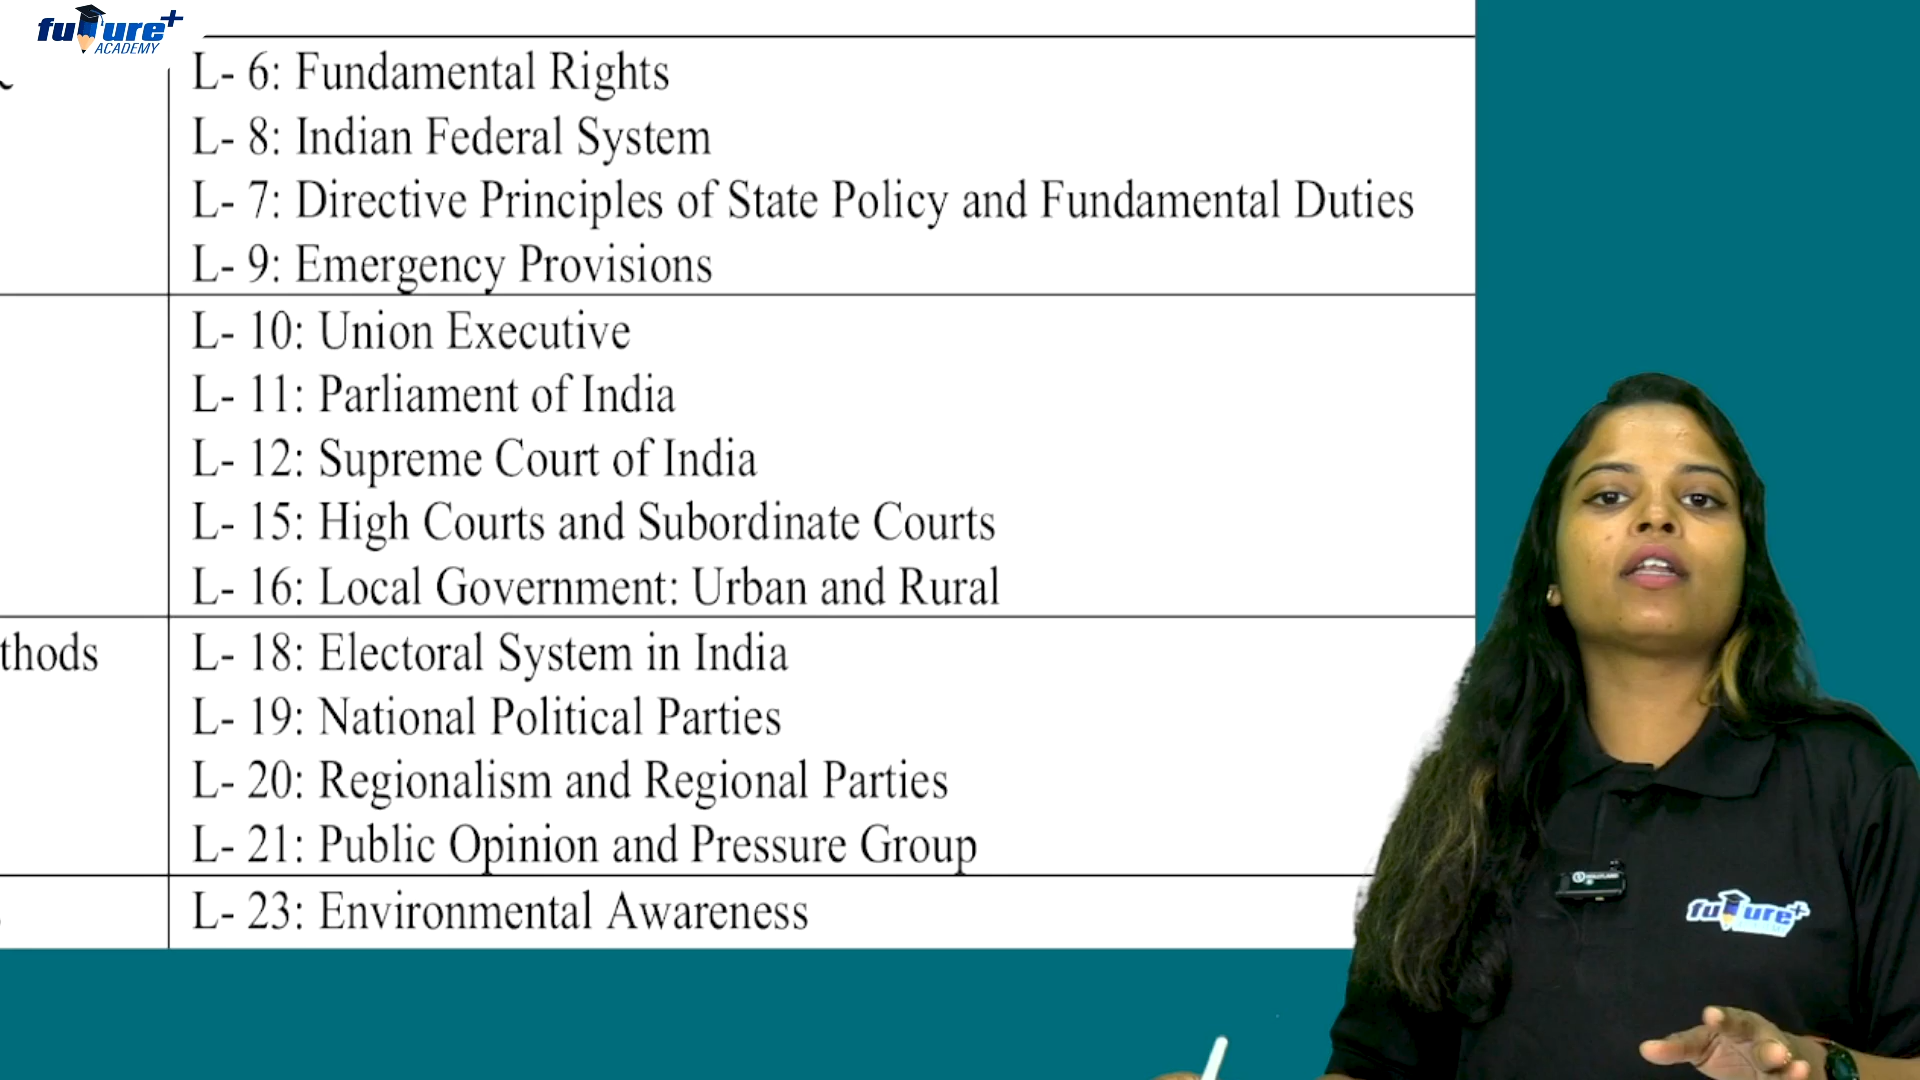 future+
ACADEMY
L- 6: Fundamental Rights
L- 8: Indian Federal System
L- 7: Directive Principles of State Policy and Fundamental Duties
L- 9: Emergency Provisions
L- 10: Union Executive
L- 11: Parliament of India
L- 12: Supreme Court of India
L- 15: High Courts and Subordinate Courts
L- 16: Local Government: Urban and Rural
thods
L- 18: Electoral System in India
L- 19: National Political Parties
L- 20: Regionalism and Regional Parties
L- 21: Public Opinion and Pressure Group
L- 23: Environmental Awareness
future+